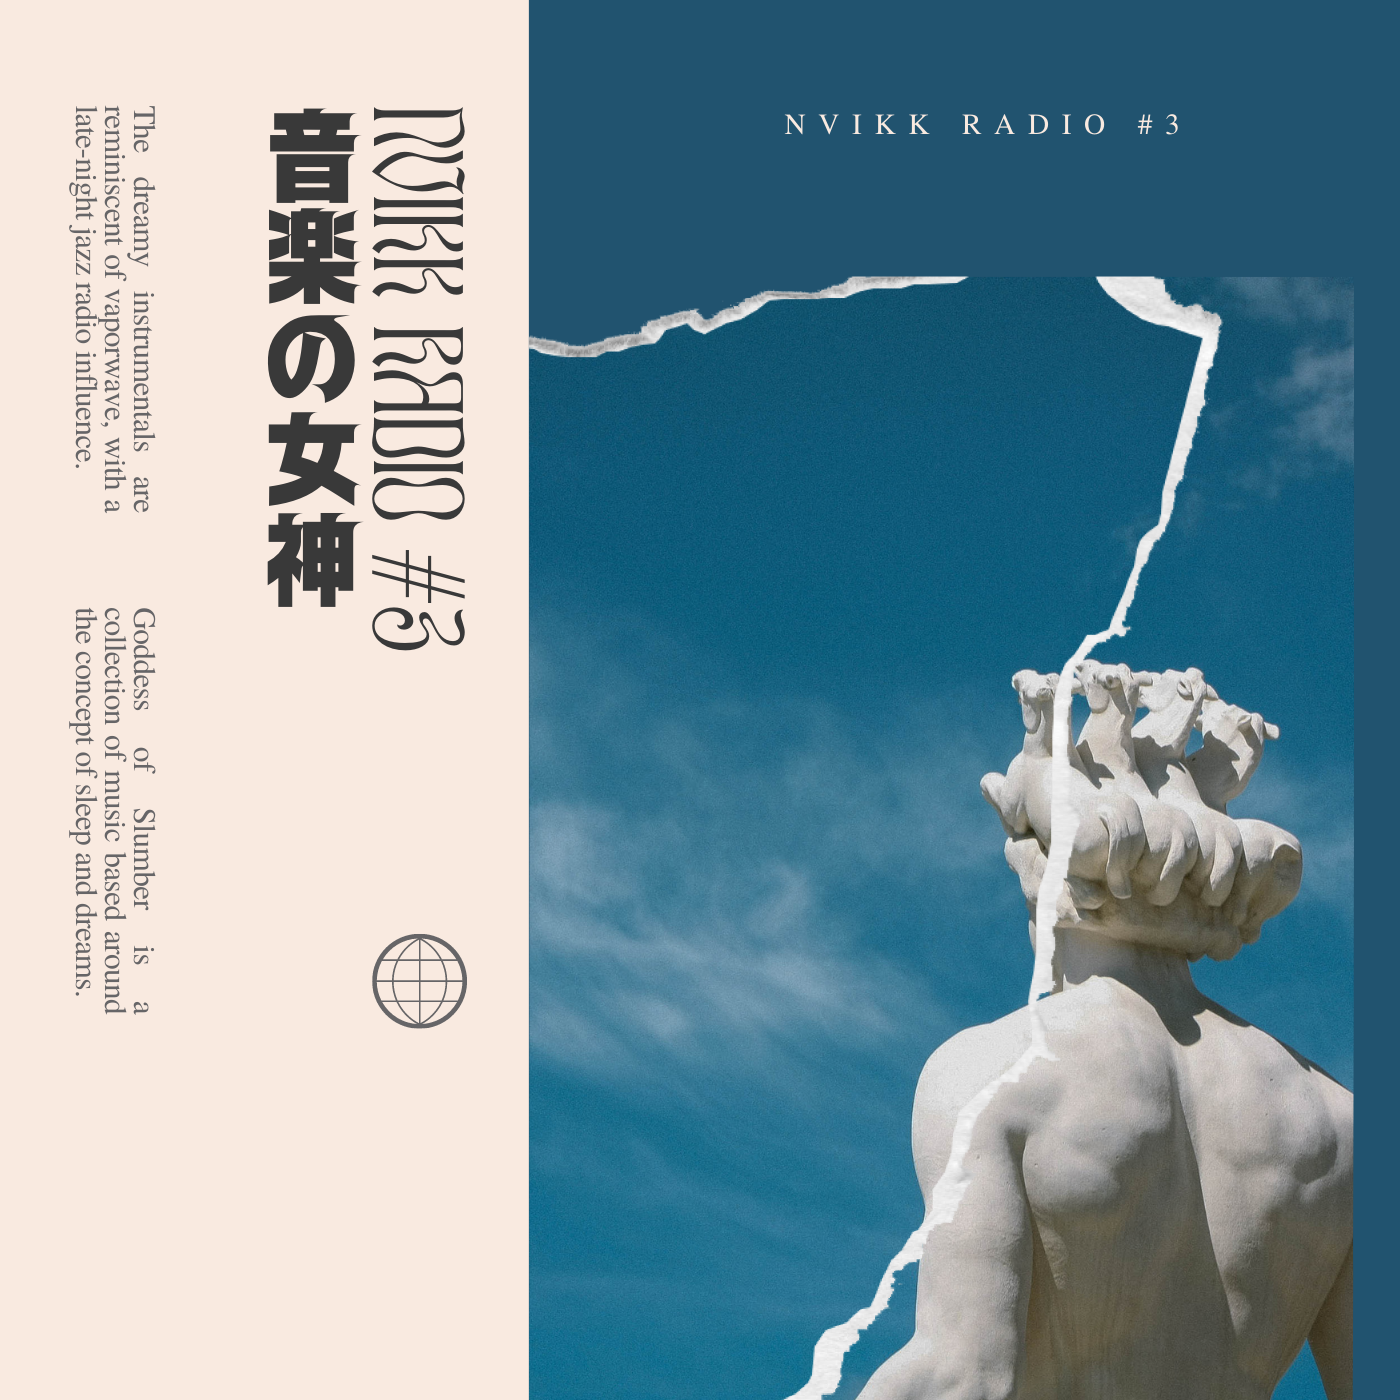 NVIKK RADIO #3
NVIKK RADIO #3
音楽の女神
The dreamy instrumentals are
reminiscent of vaporwave, with a
late-night jazz radio influence.
Goddess of Slumber is a
collection of music based around
the concept of sleep and dreams.